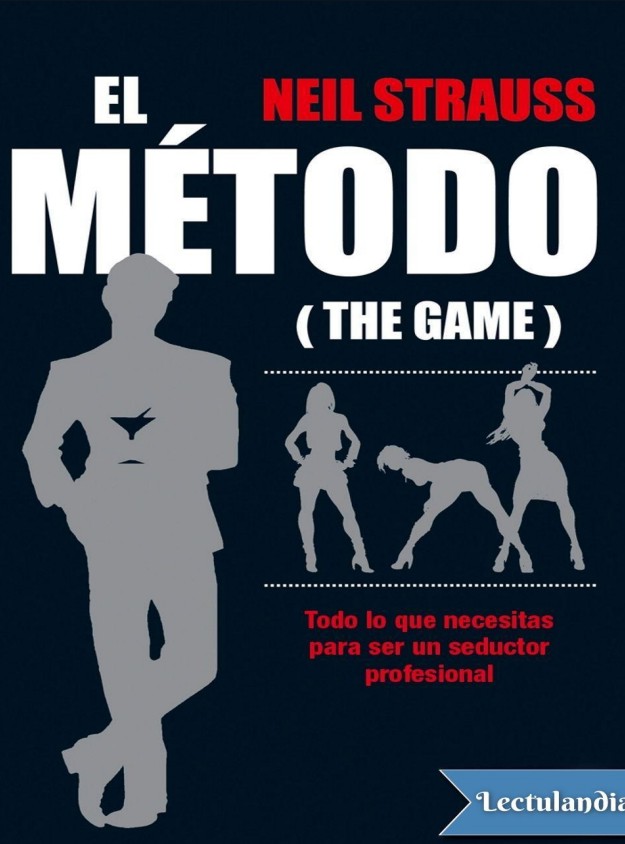 EL
NEIL STRAUSS
MÉTODO
( THE GAME )
Todo lo que necesitas
para ser un seductor
profesional
Lectulandia